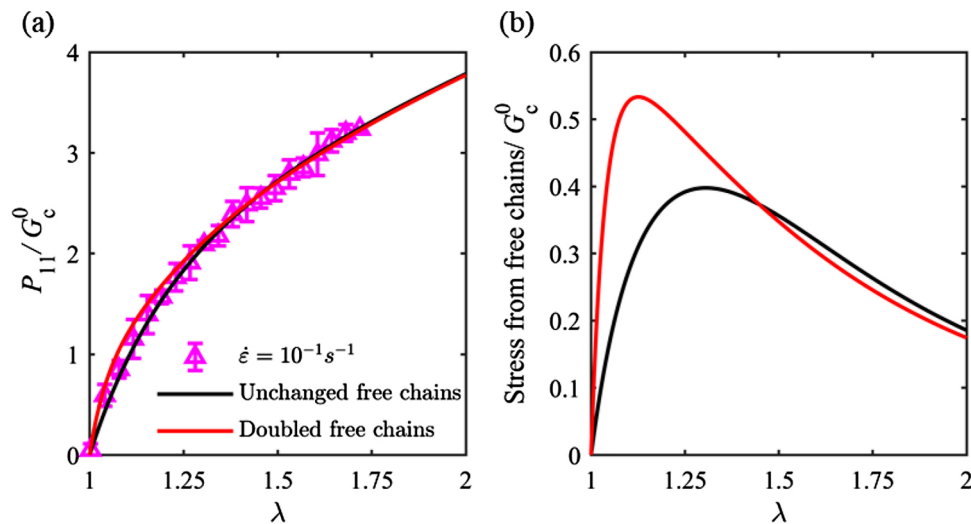 (a)
4
3
2
1
0
P₁₁/G⁰c
ε̇ = 10⁻¹s⁻¹
Unchanged free chains
Doubled free chains
1 1.25 1.5 1.75 2
λ
(b)
0.6
0.5
0.4
0.3
0.2
0.1
0
Stress from free chains/ G⁰c
1 1.25 1.5 1.75 2
λ